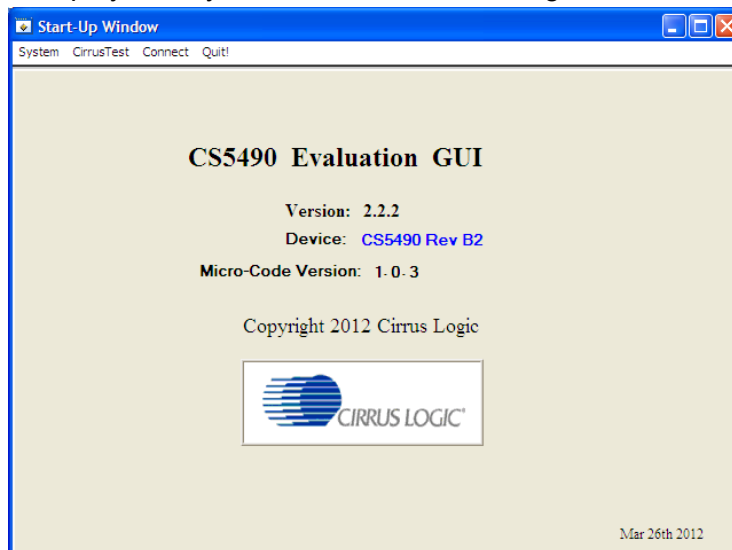 Start-Up Window
System CirrusTest Connect Quit!
CS5490 Evaluation GUI
Version: 2.2.2
Device: CS5490 Rev B2
Micro-Code Version: 1.0.3
Copyright 2012 Cirrus Logic
CIRRUS LOGIC®
Mar 26th 2012